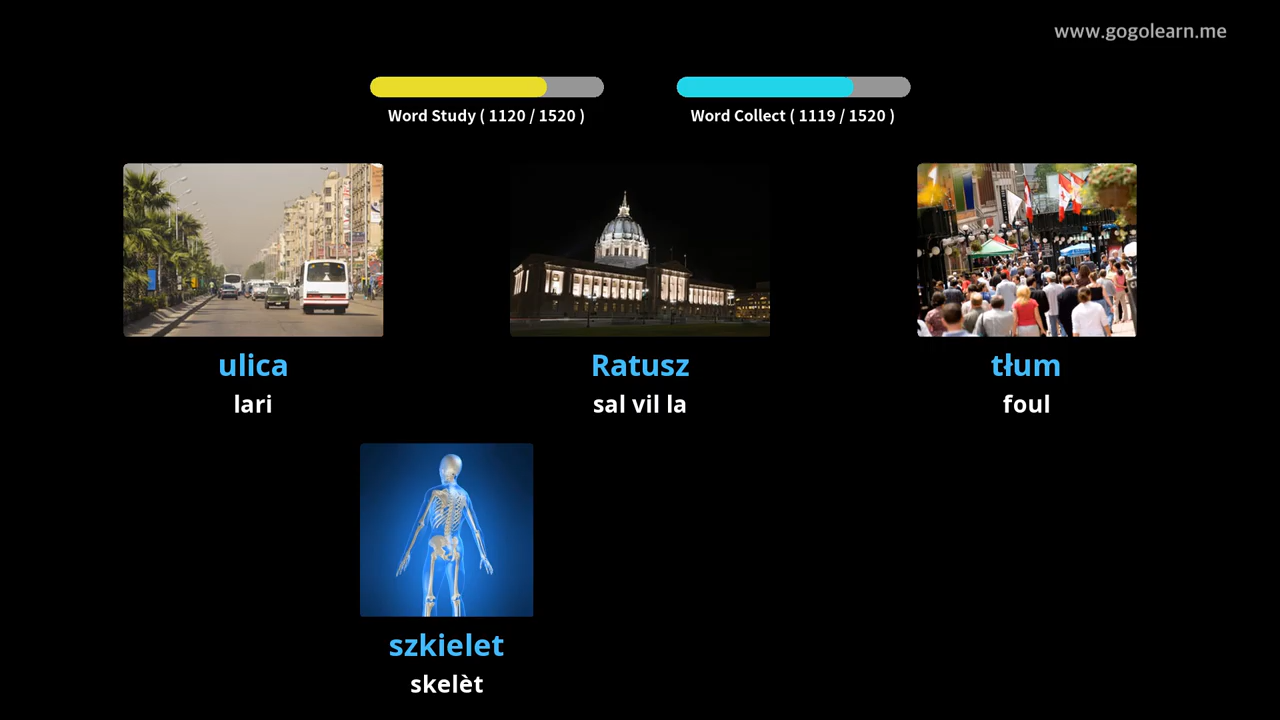 www.gogolearn.me
Word Study ( 1120 / 1520 )
Word Collect ( 1119 / 1520 )
ulica
lari
Ratusz
sal vil la
tłum
foul
szkielet
skelèt